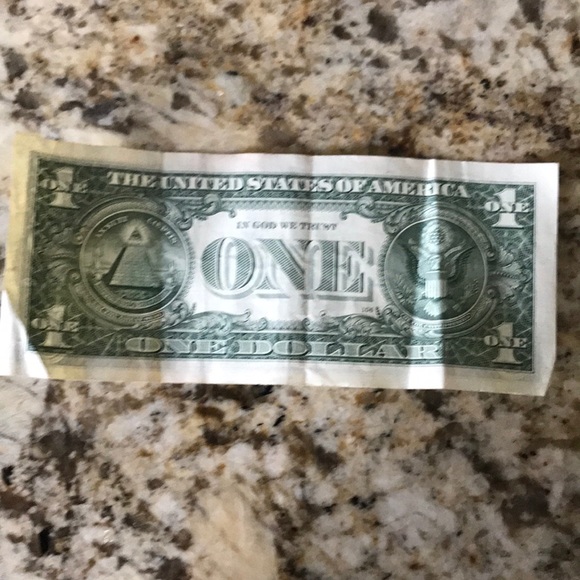 THE UNITED STATES OF AMERICA
1 ONE
1 ONE
IN GOD WE TRUST
ONE
1 ONE
ONE DOLLAR
1 ONE